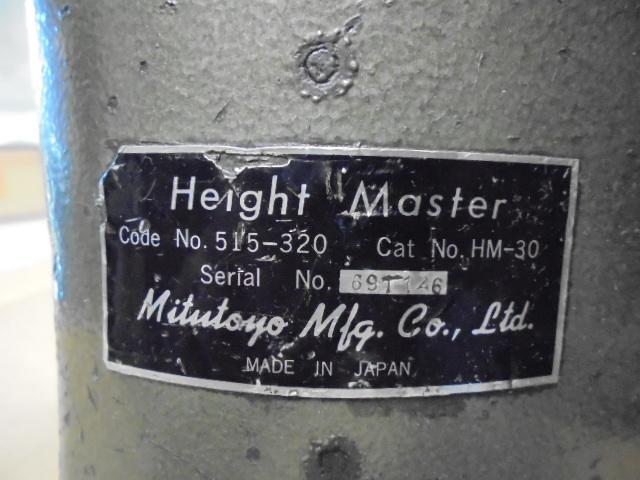 Height Master
Code No. 515-320 Cat No. HM-30
Serial No. 691146
Mitutoyo Mfg. Co., Ltd.
MADE IN JAPAN